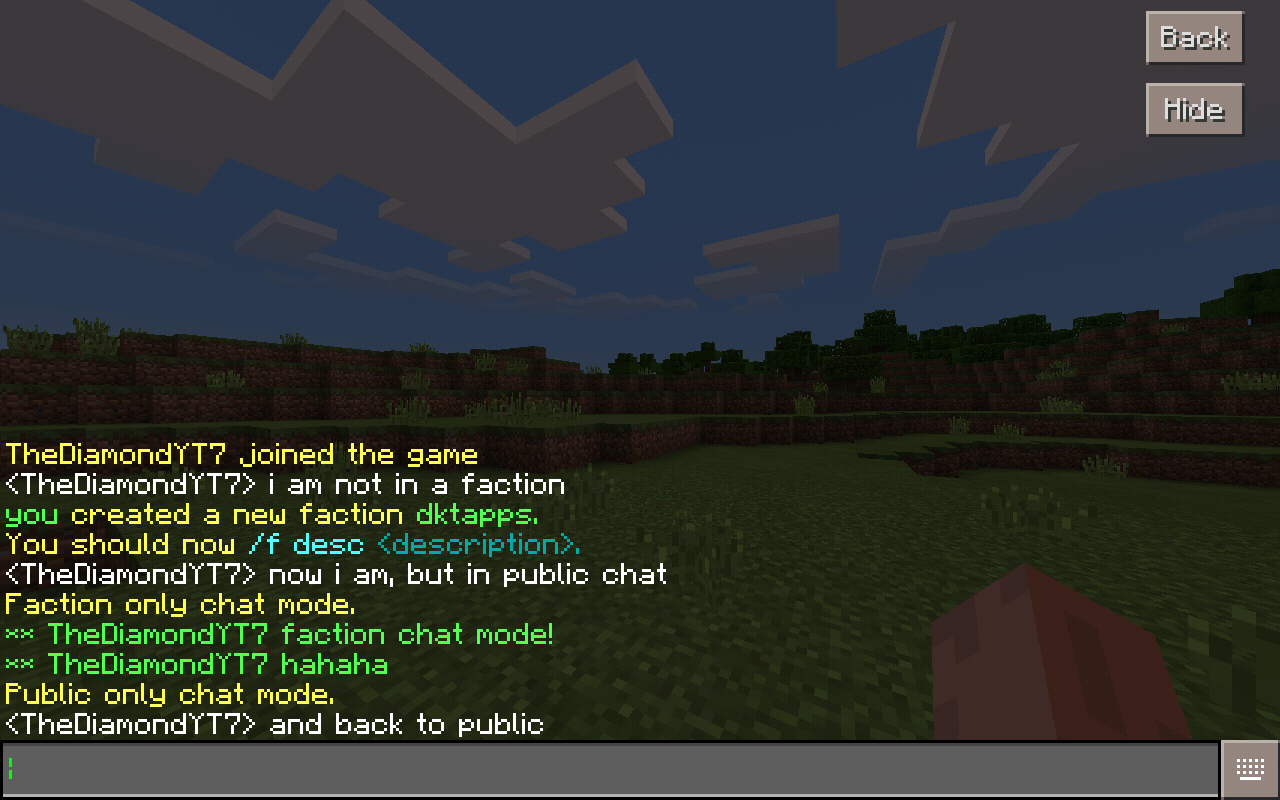 Back
Hide
TheDiamondYT7 joined the game
<TheDiamondYT7> i am not in a faction
you created a new faction dktapps.
You should now /f desc <description>.
<TheDiamondYT7> now i am, but in public chat
Faction only chat mode.
** TheDiamondYT7 faction chat mode!
** TheDiamondYT7 hahaha
Public only chat mode.
<TheDiamondYT7> and back to public